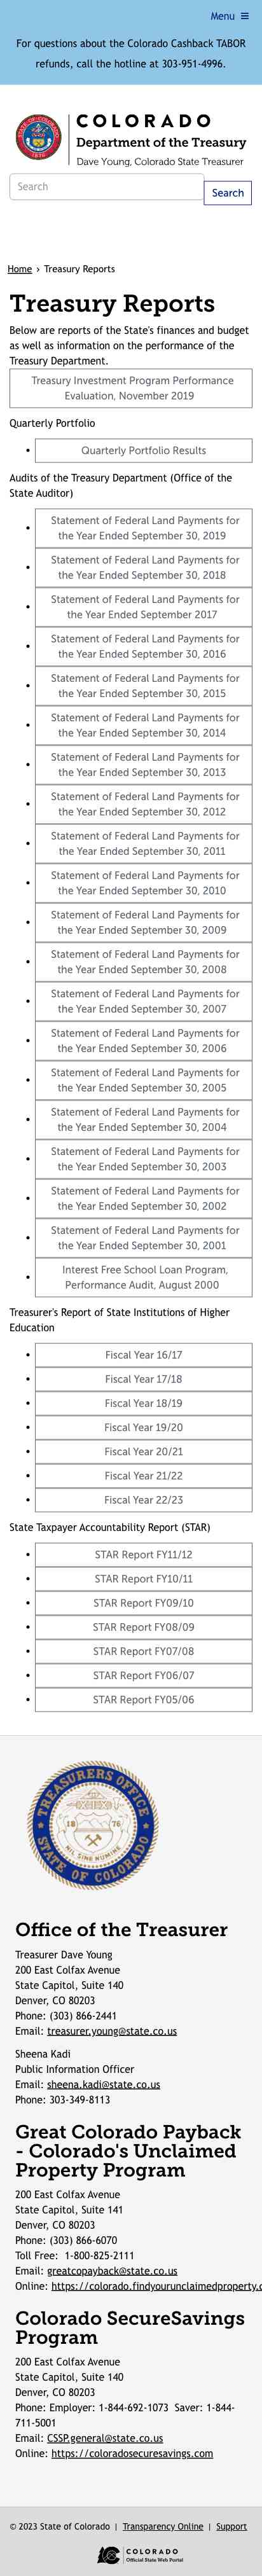 Menu ≡
For questions about the Colorado Cashback TABOR
refunds, call the hotline at 303-951-4996.
COLORADO
Department of the Treasury
Dave Young, Colorado State Treasurer
Search
Search
Home › Treasury Reports
Treasury Reports
Below are reports of the State's finances and budget
as well as information on the performance of the
Treasury Department.
Treasury Investment Program Performance
Evaluation, November 2019
Quarterly Portfolio
• Quarterly Portfolio Results
Audits of the Treasury Department (Office of the
State Auditor)
• Statement of Federal Land Payments for
the Year Ended September 30, 2019
• Statement of Federal Land Payments for
the Year Ended September 30, 2018
• Statement of Federal Land Payments for
the Year Ended September 2017
• Statement of Federal Land Payments for
the Year Ended September 30, 2016
• Statement of Federal Land Payments for
the Year Ended September 30, 2015
• Statement of Federal Land Payments for
the Year Ended September 30, 2014
• Statement of Federal Land Payments for
the Year Ended September 30, 2013
• Statement of Federal Land Payments for
the Year Ended September 30, 2012
• Statement of Federal Land Payments for
the Year Ended September 30, 2011
• Statement of Federal Land Payments for
the Year Ended September 30, 2010
• Statement of Federal Land Payments for
the Year Ended September 30, 2009
• Statement of Federal Land Payments for
the Year Ended September 30, 2008
• Statement of Federal Land Payments for
the Year Ended September 30, 2007
• Statement of Federal Land Payments for
the Year Ended September 30, 2006
• Statement of Federal Land Payments for
the Year Ended September 30, 2005
• Statement of Federal Land Payments for
the Year Ended September 30, 2004
• Statement of Federal Land Payments for
the Year Ended September 30, 2003
• Statement of Federal Land Payments for
the Year Ended September 30, 2002
• Statement of Federal Land Payments for
the Year Ended September 30, 2001
• Interest Free School Loan Program,
Performance Audit, August 2000
Treasurer's Report of State Institutions of Higher
Education
• Fiscal Year 16/17
• Fiscal Year 17/18
• Fiscal Year 18/19
• Fiscal Year 19/20
• Fiscal Year 20/21
• Fiscal Year 21/22
• Fiscal Year 22/23
State Taxpayer Accountability Report (STAR)
• STAR Report FY11/12
• STAR Report FY10/11
• STAR Report FY09/10
• STAR Report FY08/09
• STAR Report FY07/08
• STAR Report FY06/07
• STAR Report FY05/06
TREASURERS OFFICE
18 76
NIL SINE NUMINE
STATE OF COLORADO
Office of the Treasurer
Treasurer Dave Young
200 East Colfax Avenue
State Capitol, Suite 140
Denver, CO 80203
Phone: (303) 866-2441
Email: treasurer.young@state.co.us
Sheena Kadi
Public Information Officer
Email: sheena.kadi@state.co.us
Phone: 303-349-8113
Great Colorado Payback
- Colorado's Unclaimed
Property Program
200 East Colfax Avenue
State Capitol, Suite 141
Denver, CO 80203
Phone: (303) 866-6070
Toll Free: 1-800-825-2111
Email: greatcopayback@state.co.us
Online: https://colorado.findyourunclaimedproperty.c
Colorado SecureSavings
Program
200 East Colfax Avenue
State Capitol, Suite 140
Denver, CO 80203
Phone: Employer: 1-844-692-1073 Saver: 1-844-
711-5001
Email: CSSP.general@state.co.us
Online: https://coloradosecuresavings.com
© 2023 State of Colorado | Transparency Online | Support
COLORADO
Official State Web Portal